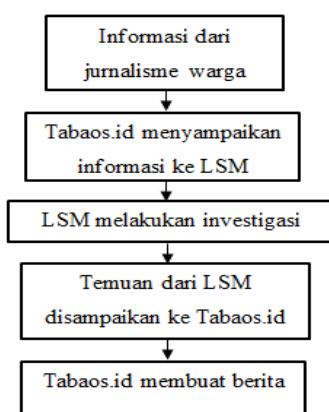 Informasi dari
jurnalisme warga
Tabaos.id menyampaikan
informasi ke LSM
LSM melakukan investigasi
Temuan dari LSM
disampaikan ke Tabaos.id
Tabaos.id membuat berita